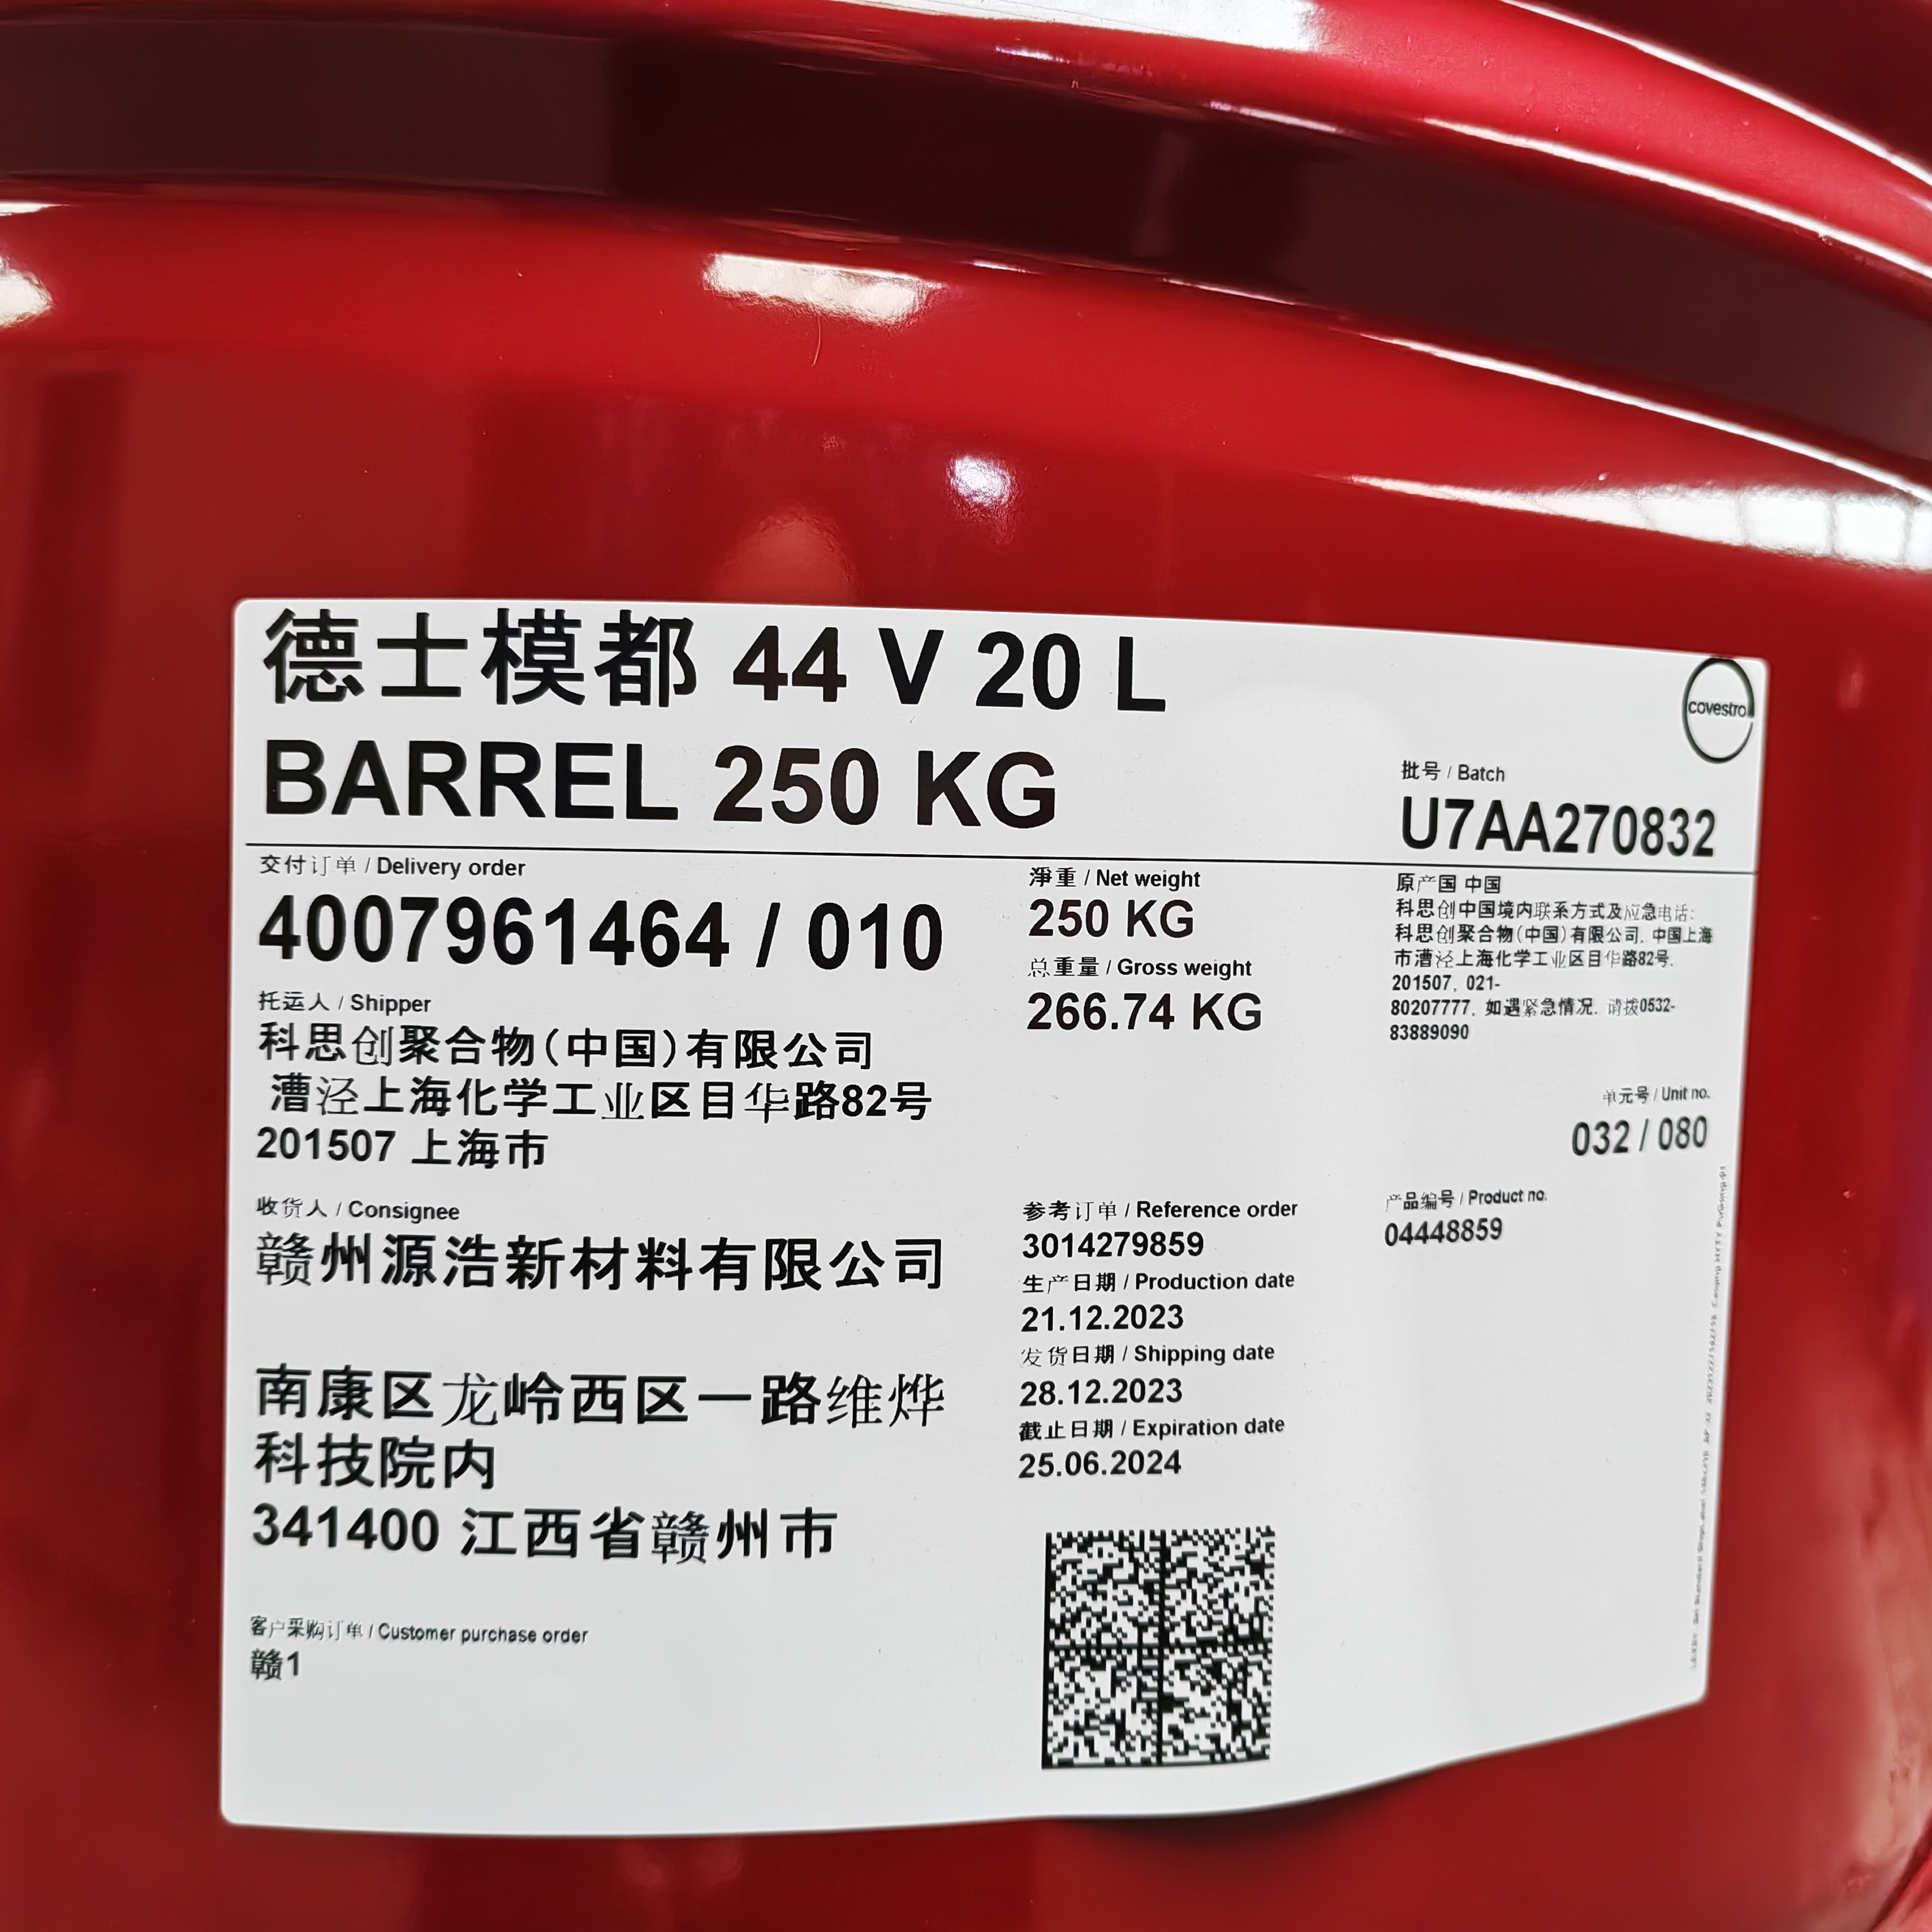 德士模都 44 V 20 L
BARREL 250 KG
covestro
批号 / Batch
U7AA270832
交付订单 / Delivery order
4007961464 / 010
托运人 / Shipper
科思创聚合物(中国)有限公司
漕泾上海化学工业区目华路82号
201507 上海市
收货人 / Consignee
赣州源浩新材料有限公司
南康区龙岭西区一路维烨
科技院内
341400 江西省赣州市
客户采购订单 / Customer purchase order
赣1
淨重 / Net weight
250 KG
总重量 / Gross weight
266.74 KG
参考订单 / Reference order
3014279859
生产日期 / Production date
21.12.2023
发货日期 / Shipping date
28.12.2023
截止日期 / Expiration date
25.06.2024
原产国 中国
科思创中国境内联系方式及应急电话:
科思创聚合物(中国)有限公司, 中国上海
市漕泾上海化学工业区目华路82号,
201507, 021-
80207777, 如遇紧急情况, 请拨0532-
83889090
单元号 / Unit no.
032 / 080
产品编号 / Product no.
04448859